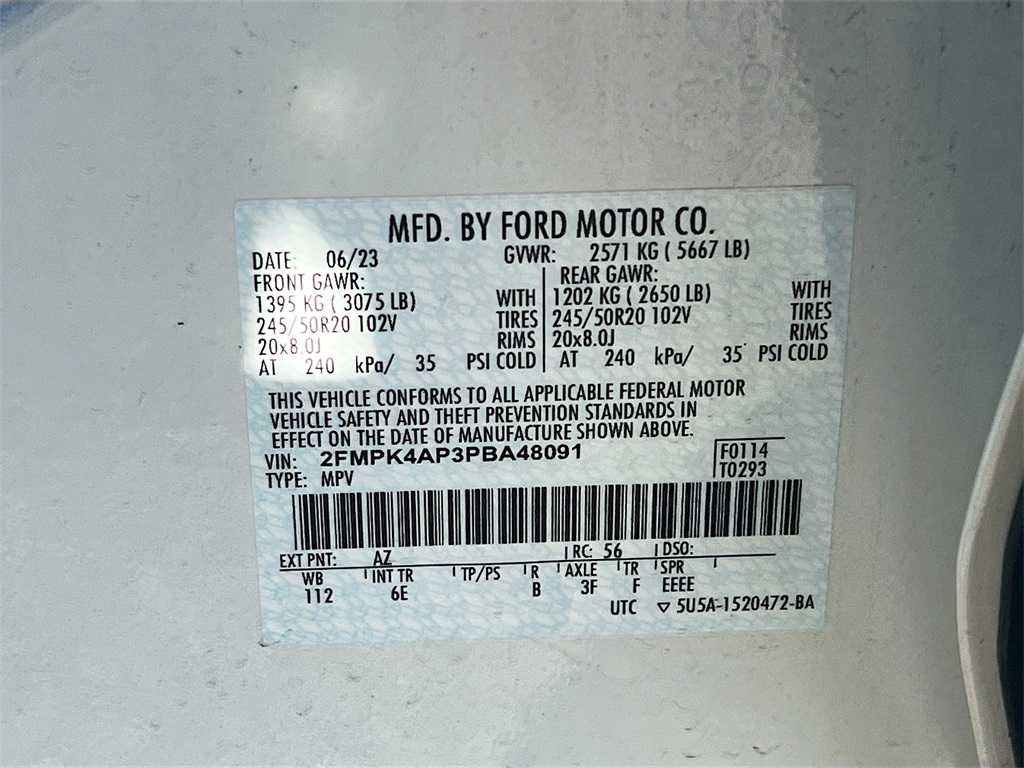 MFD. BY FORD MOTOR CO.
DATE: 06/23 GVWR: 2571 KG ( 5667 LB)
FRONT GAWR: REAR GAWR:
1395 KG ( 3075 LB) WITH 1202 KG ( 2650 LB) WITH
245/50R20 102V TIRES 245/50R20 102V TIRES
20x8.0J RIMS 20x8.0J RIMS
AT 240 kPa/ 35 PSI COLD AT 240 kPa/ 35 PSI COLD
THIS VEHICLE CONFORMS TO ALL APPLICABLE FEDERAL MOTOR
VEHICLE SAFETY AND THEFT PREVENTION STANDARDS IN
EFFECT ON THE DATE OF MANUFACTURE SHOWN ABOVE.
VIN: 2FMPK4AP3PBA48091 F0114
TYPE: MPV T0293
EXT PNT: AZ RC: 56 DSO:
WB INT TR TP/PS R AXLE TR SPR
112 6E B 3F F EEEE
UTC ▽ 5U5A-1520472-BA